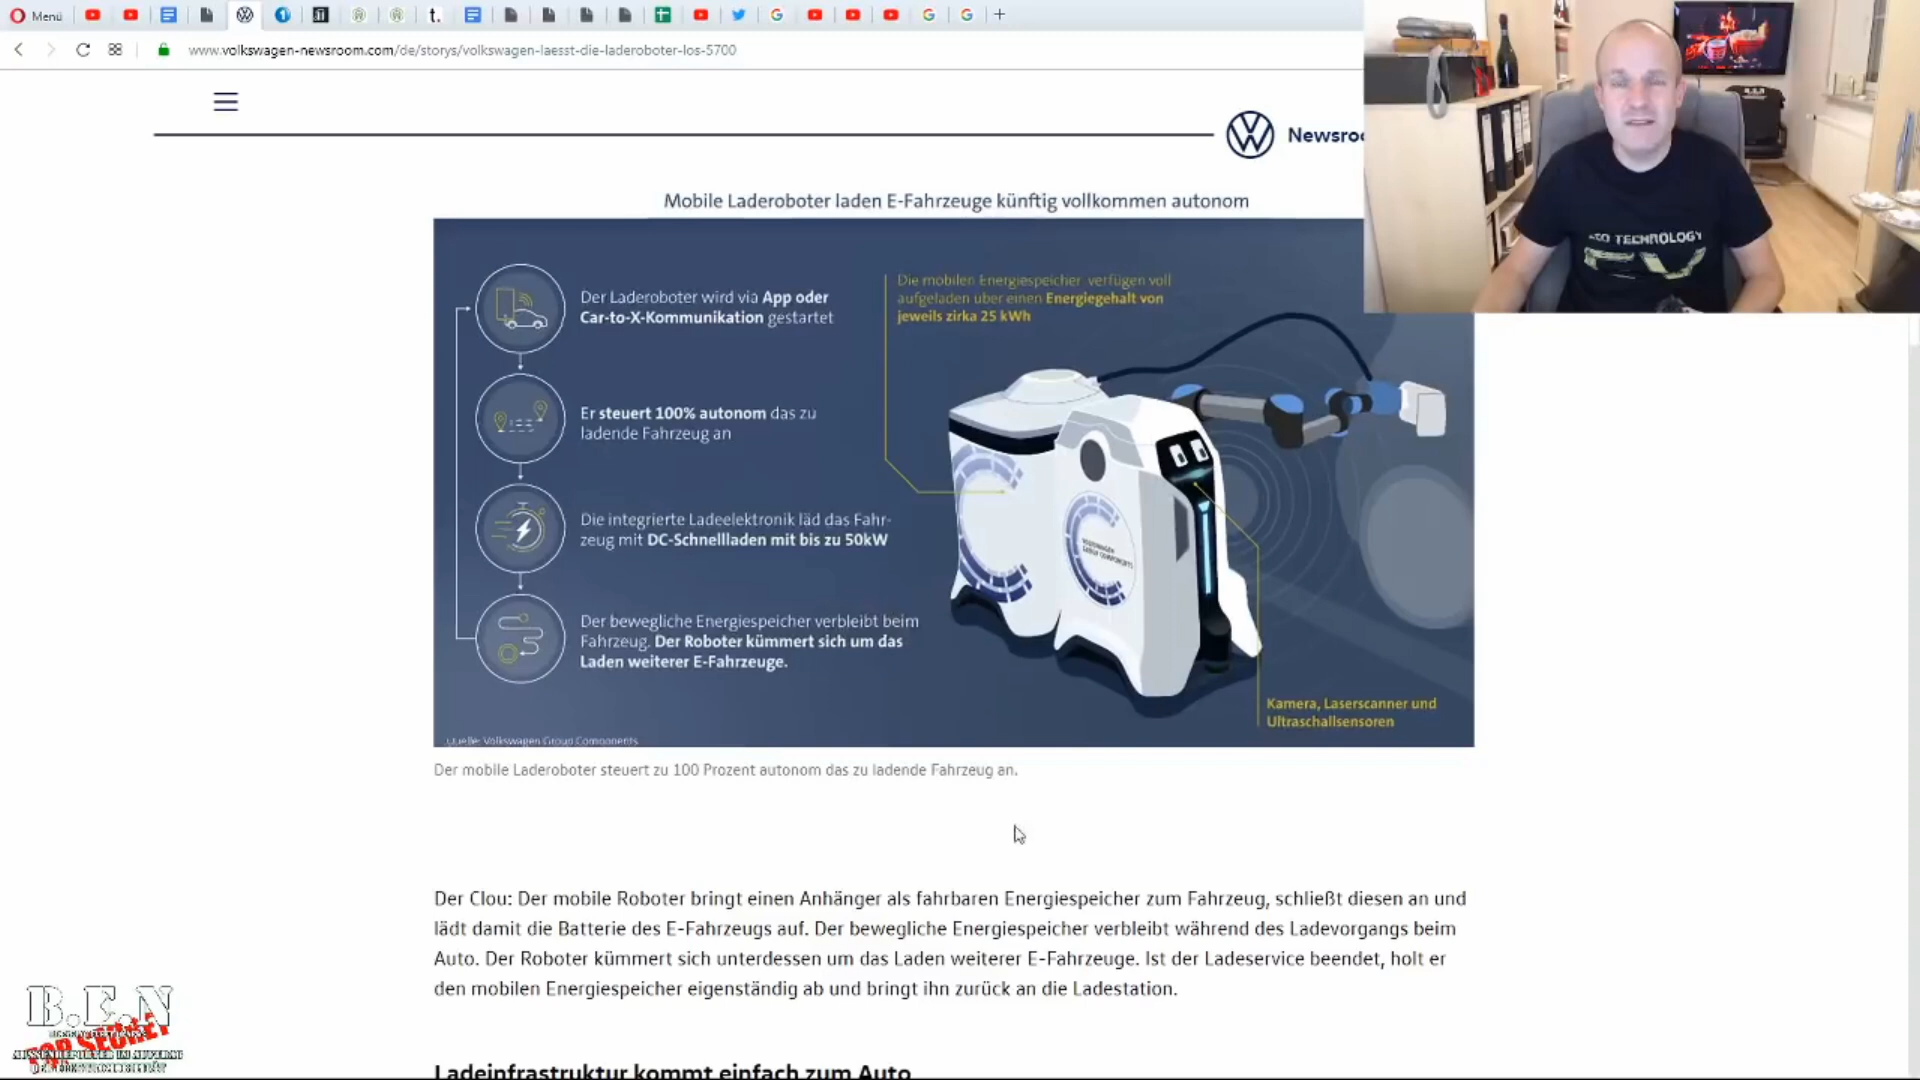 Menü
t.
www.volkswagen-newsroom.com/de/storys/volkswagen-laesst-die-laderoboter-los-5700
Mobile Laderoboter laden E-Fahrzeuge künftig vollkommen autonom
Der Laderoboter wird via App oder
Car-to-X-Kommunikation gestartet
Er steuert 100% autonom das zu
ladende Fahrzeug an
Die integrierte Ladeelektronik läd das Fahr-
zeug mit DC-Schnellladen mit bis zu 50kW
Der bewegliche Energiespeicher verbleibt beim
Fahrzeug. Der Roboter kümmert sich um das
Laden weiterer E-Fahrzeuge.
Die mobilen Energiespeicher verfügen voll
aufgeladen über einen Energiegehalt von
jeweils zirka 25 kWh
VOLKSWAGEN
GROUP COMPONENTS
Kamera, Laserscanner und
Ultraschallsensoren
Quelle: Volkswagen Group Components
TECHNOLOGY
Der mobile Laderoboter steuert zu 100 Prozent autonom das zu ladende Fahrzeug an.
Der Clou: Der mobile Roboter bringt einen Anhänger als fahrbaren Energiespeicher zum Fahrzeug, schließt diesen an und
lädt damit die Batterie des E-Fahrzeugs auf. Der bewegliche Energiespeicher verbleibt während des Ladevorgangs beim
Auto. Der Roboter kümmert sich unterdessen um das Laden weiterer E-Fahrzeuge. Ist der Ladeservice beendet, holt er
den mobilen Energiespeicher eigenständig ab und bringt ihn zurück an die Ladestation.
Ladeinfrastruktur kommt einfach zum Auto
B.E.N
TOP SECRET